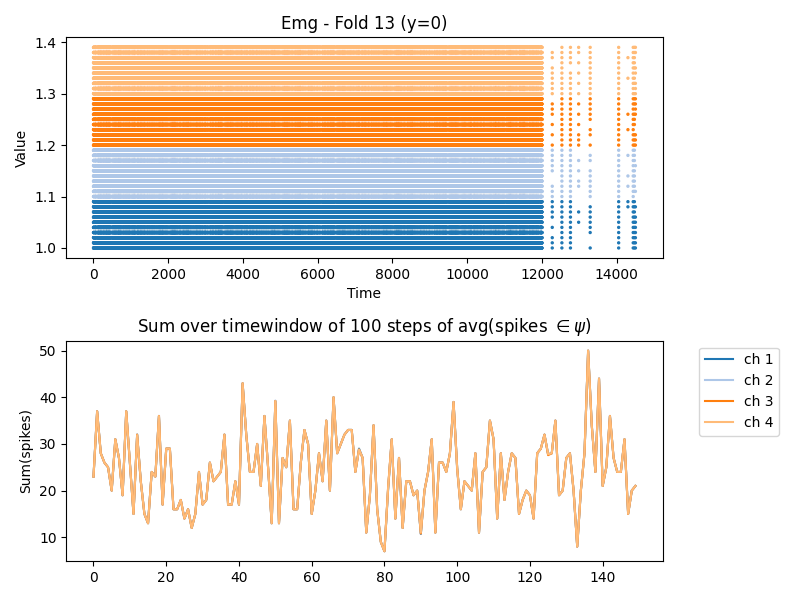 Emg - Fold 13 (y=0)
Value
1.4
1.3
1.2
1.1
1.0
0 2000 4000 6000 8000 10000 12000 14000
Time
Sum over timewindow of 100 steps of avg(spikes ∈ ψ)
Sum(spikes)
50
40
30
20
10
0 20 40 60 80 100 120 140
ch 1
ch 2
ch 3
ch 4